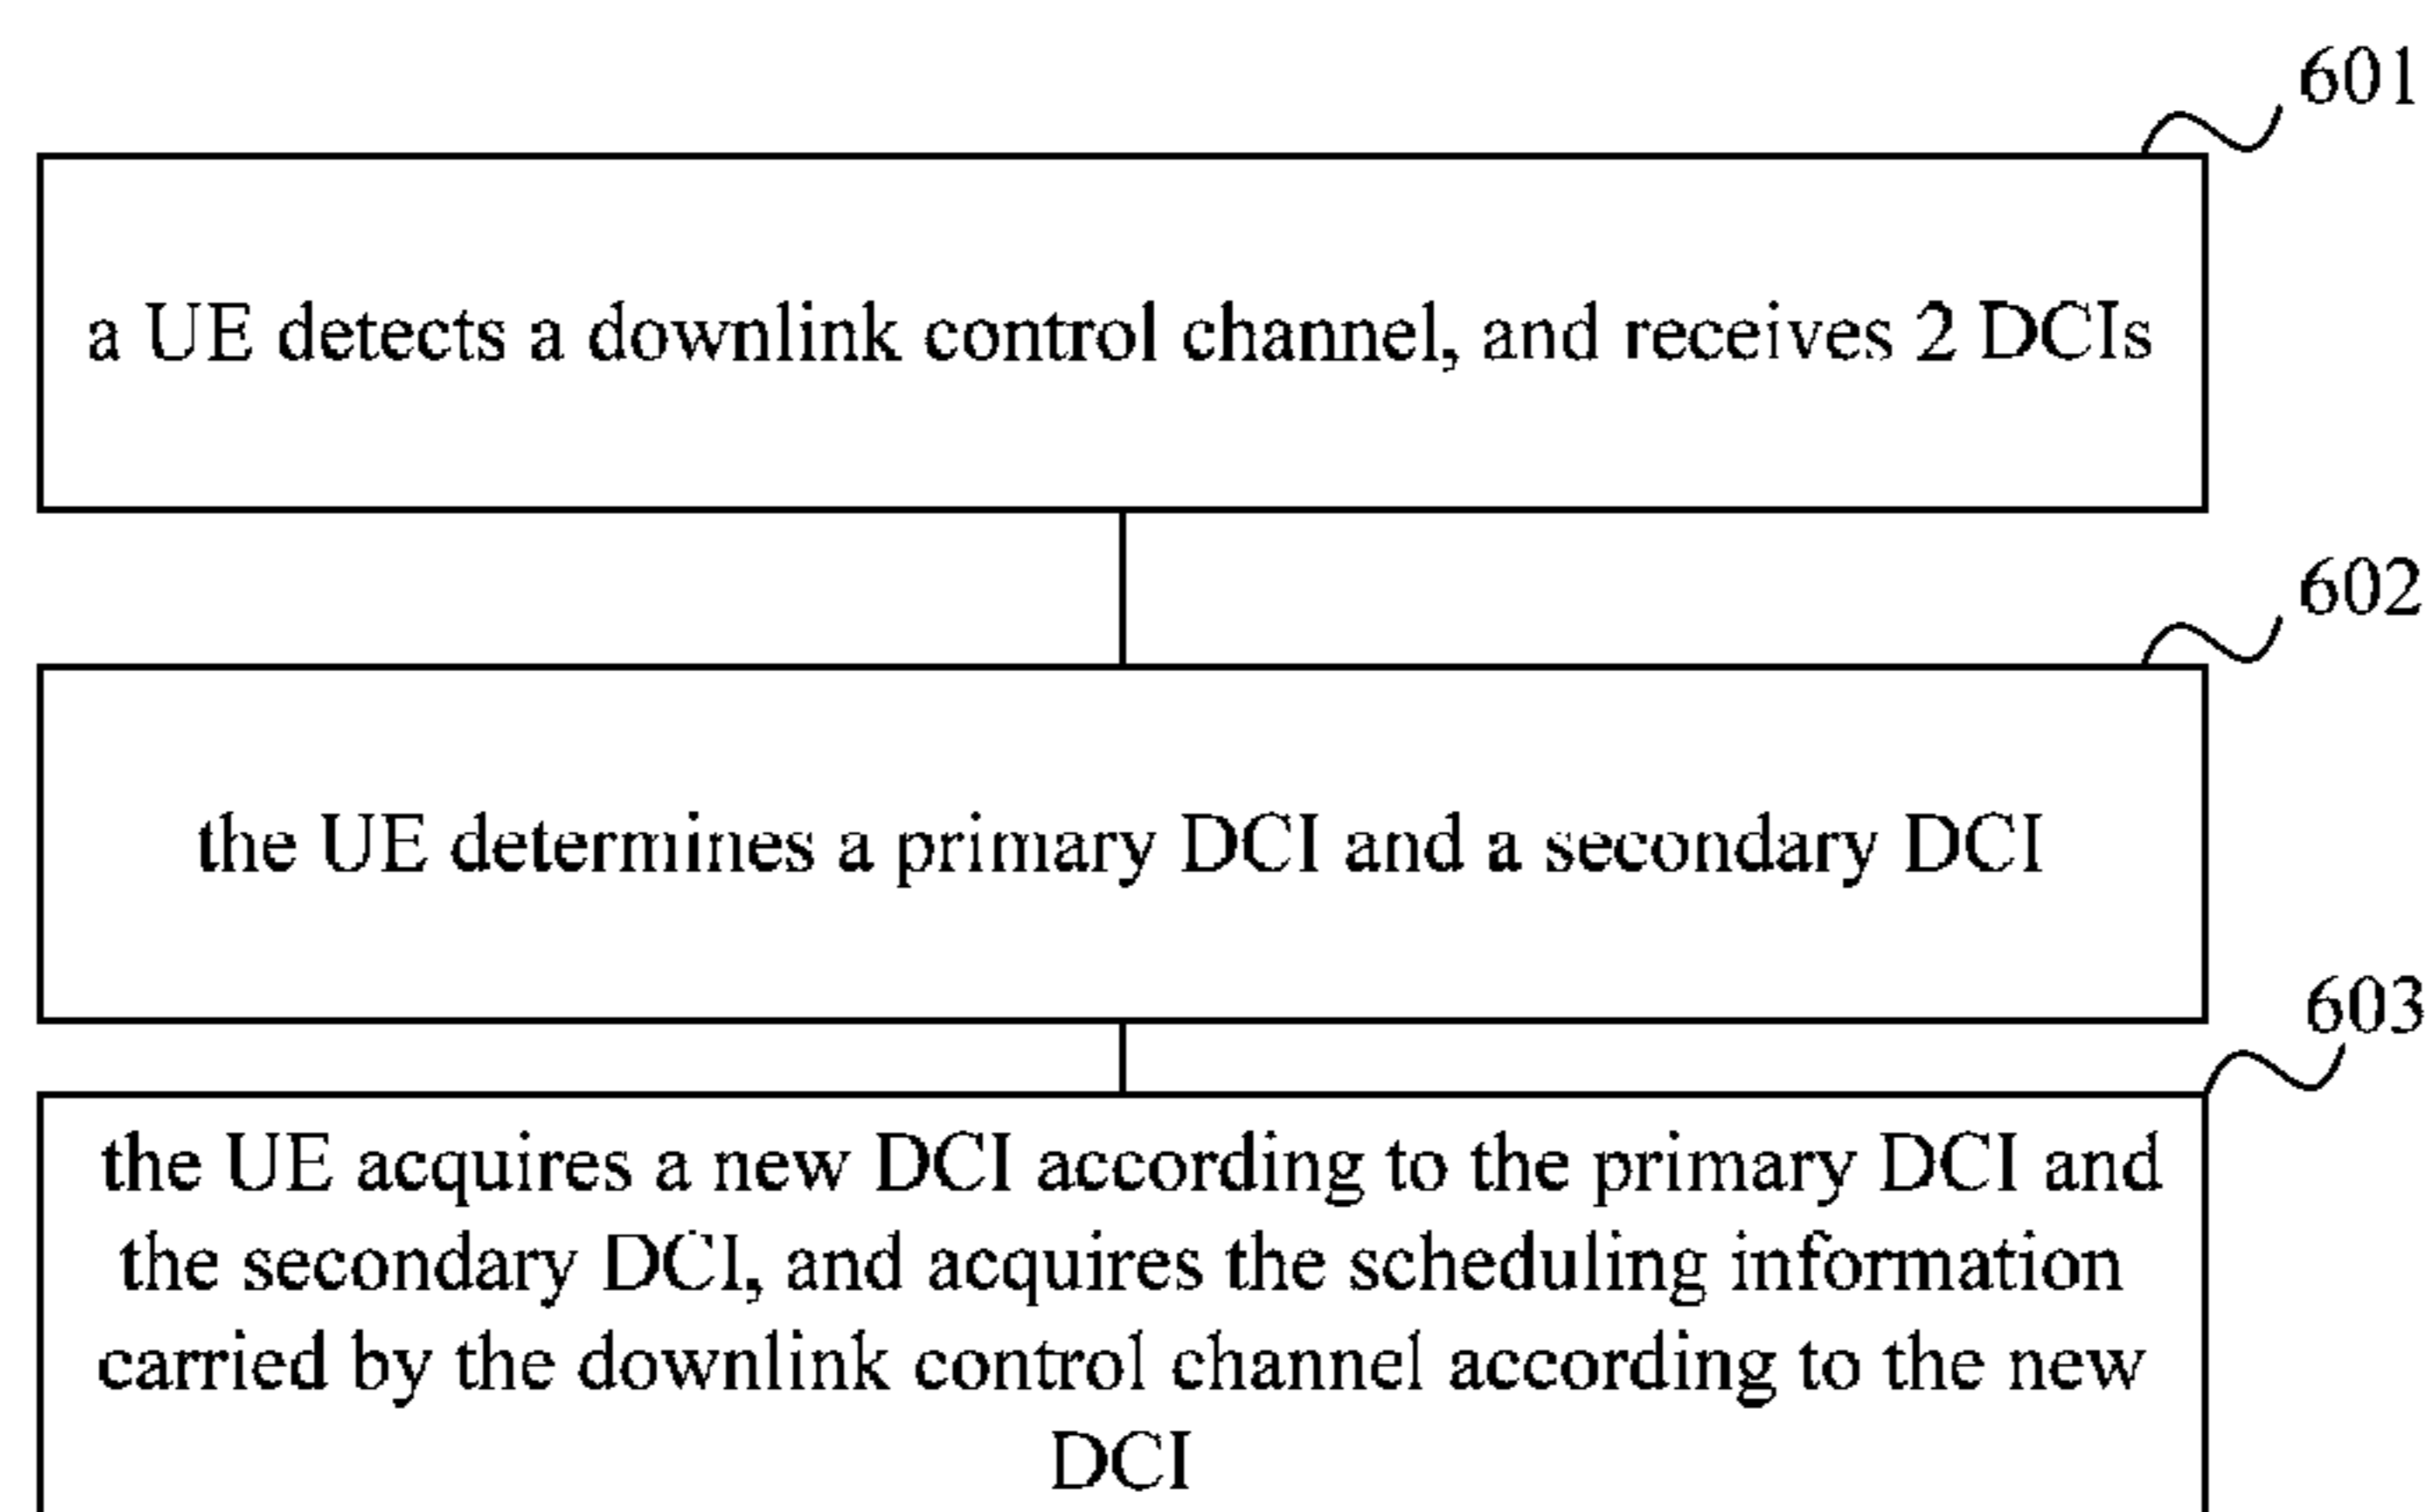 601
a UE detects a downlink control channel, and receives 2 DCIs
602
the UE determines a primary DCI and a secondary DCI
603
the UE acquires a new DCI according to the primary DCI and
the secondary DCI, and acquires the scheduling information
carried by the downlink control channel according to the new
DCI